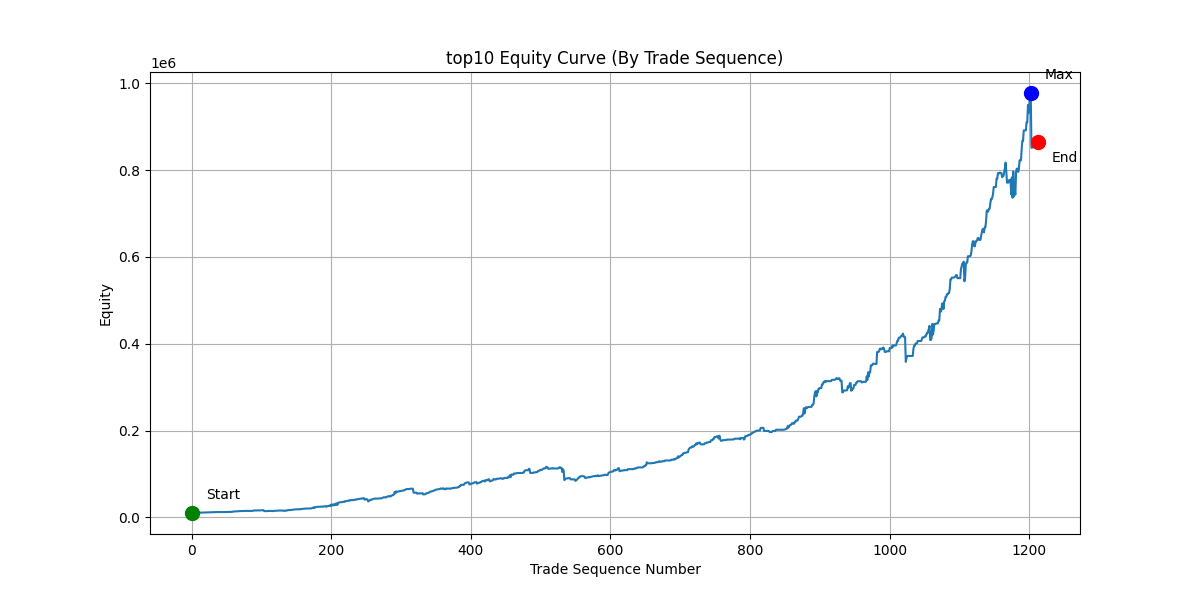 top10 Equity Curve (By Trade Sequence)
1e6
Max
End
Start
Equity
1.0
0.8
0.6
0.4
0.2
0.0
0 200 400 600 800 1000 1200
Trade Sequence Number